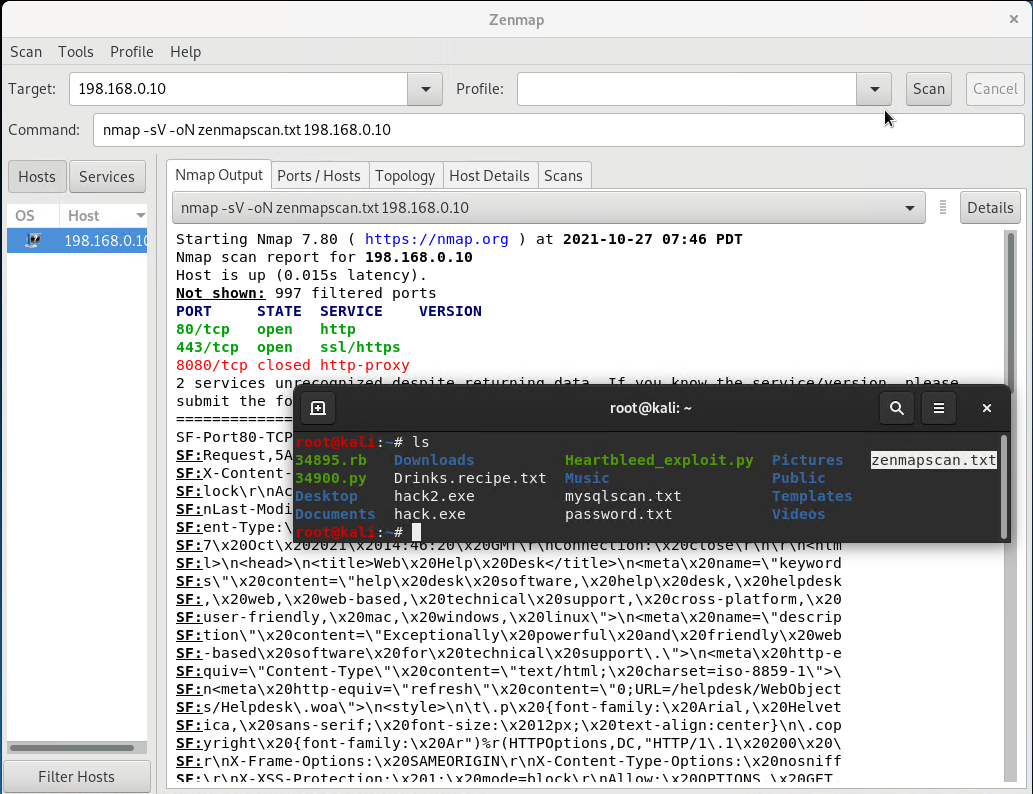 Zenmap
Scan Tools Profile Help
Target: 198.168.0.10 Profile: Scan Cancel
Command: nmap -sV -oN zenmapscan.txt 198.168.0.10
Hosts Services
OS Host
198.168.0.10
Filter Hosts
Nmap Output Ports / Hosts Topology Host Details Scans
nmap -sV -oN zenmapscan.txt 198.168.0.10 Details
Starting Nmap 7.80 ( https://nmap.org ) at 2021-10-27 07:46 PDT
Nmap scan report for 198.168.0.10
Host is up (0.015s latency).
Not shown: 997 filtered ports
PORT STATE SERVICE VERSION
80/tcp open http
443/tcp open ssl/https
8080/tcp closed http-proxy
2 services unrecognized despite returning data. If you know the service/version, please
submit the fo
==============
SF-Port80-TCP
SF:Request,5A
SF:X-Content-
SF:lock\r\nAc
SF:nLast-Modi
SF:ent-Type:\
root@kali: ~
root@kali:~# ls
34895.rb Downloads Heartbleed_exploit.py Pictures zenmapscan.txt
34900.py Drinks.recipe.txt Music Public
Desktop hack2.exe mysqlscan.txt Templates
Documents hack.exe password.txt Videos
root@kali:~#
SF:7\x20Oct\x202021\x2014:46:20\x20GMT\r\nConnection:\x20close\r\n\r\n<htm
SF:l>\n<head>\n<title>Web\x20Help\x20Desk</title>\n<meta\x20name=\"keyword
SF:s\"\x20content=\"help\x20desk\x20software,\x20help\x20desk,\x20helpdesk
SF:,\x20web,\x20web-based,\x20technical\x20support,\x20cross-platform,\x20
SF:user-friendly,\x20mac,\x20windows,\x20linux\">\n<meta\x20name=\"descrip
SF:tion\"\x20content=\"Exceptionally\x20powerful\x20and\x20friendly\x20web
SF:-based\x20software\x20for\x20technical\x20support\.\">\n<meta\x20http-e
SF:quiv=\"Content-Type\"\x20content=\"text/html;\x20charset=iso-8859-1\">\
SF:n<meta\x20http-equiv=\"refresh\"\x20content=\"0;URL=/helpdesk/WebObject
SF:s/Helpdesk\.woa\">\n<style>\n\t\.p\x20{font-family:\x20Arial,\x20Helvet
SF:ica,\x20sans-serif;\x20font-size:\x2012px;\x20text-align:center}\n\.cop
SF:yright\x20{font-family:\x20Ar")%r(HTTPOptions,DC,"HTTP/1\.1\x20200\x20\
SF:r\nX-Frame-Options:\x20SAMEORIGIN\r\nX-Content-Type-Options:\x20nosniff
SF:\r\nX-XSS-Protection:\x201;\x20mode=block\r\nAllow:\x20OPTIONS,\x20GET,